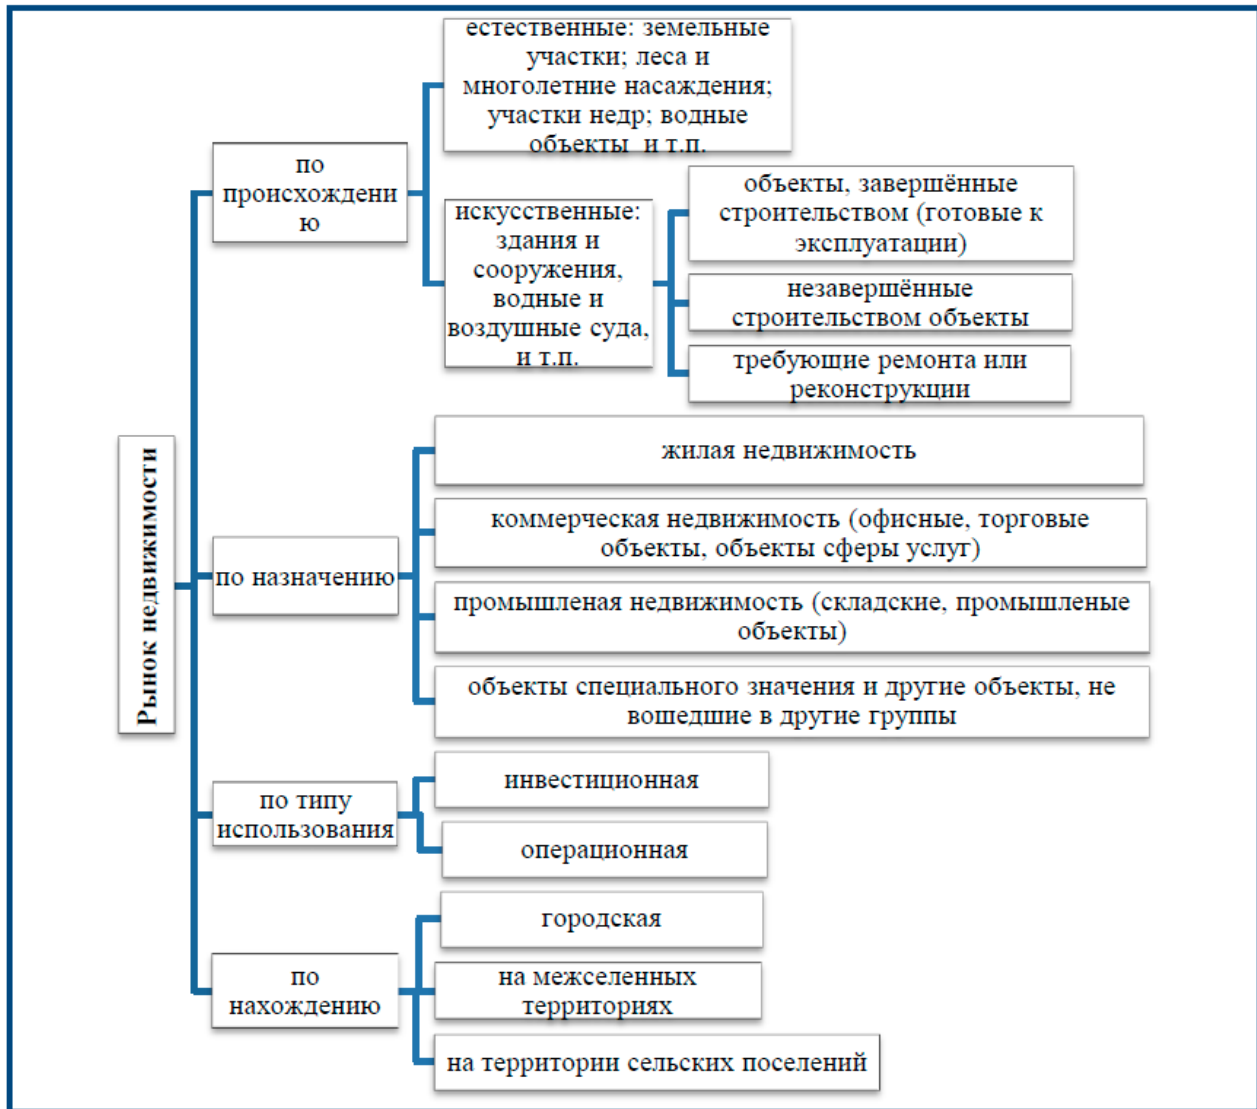 Рынок недвижимости
по
происхождени
ю
естественные: земельные
участки; леса и
многолетние насаждения;
участки недр; водные
объекты и т.п.
искусственные:
здания и
сооружения,
водные и
воздушные суда,
и т.п.
объекты, завершённые
строительством (готовые к
эксплуатации)
незавершённые
строительством объекты
требующие ремонта или
реконструкции
по назначению
жилая недвижимость
коммерческая недвижимость (офисные, торговые
объекты, объекты сферы услуг)
промышленая недвижимость (складские, промышленые
объекты)
объекты специального значения и другие объекты, не
вошедшие в другие группы
по типу
использования
инвестиционная
операционная
по
нахождению
городская
на межселенных
территориях
на территории сельских поселений